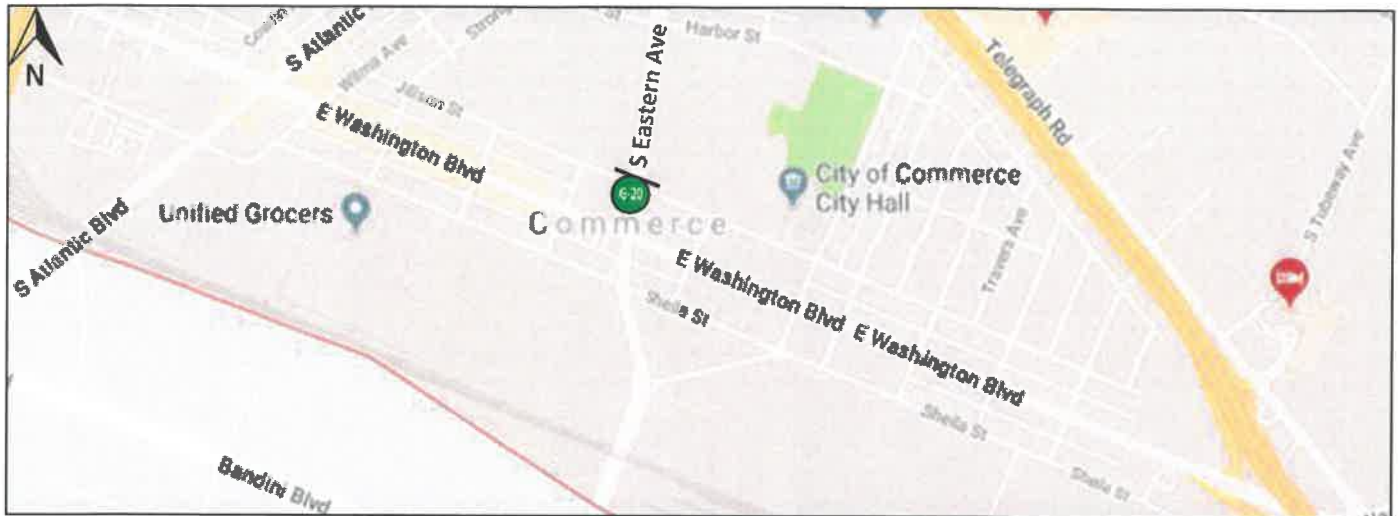 N
S Atlantic
Wilma Ave
Jillson St
Harbor St
S Eastern Ave
Telegraph Rd
S Tubeway Ave
E Washington Blvd
G-20
City of Commerce
City Hall
Unified Grocers
Commerce
S Atlantic Blvd
Travers Ave
E Washington Blvd E Washington Blvd
Sheila St
Sheila St
Sheila St
Bandini Blvd